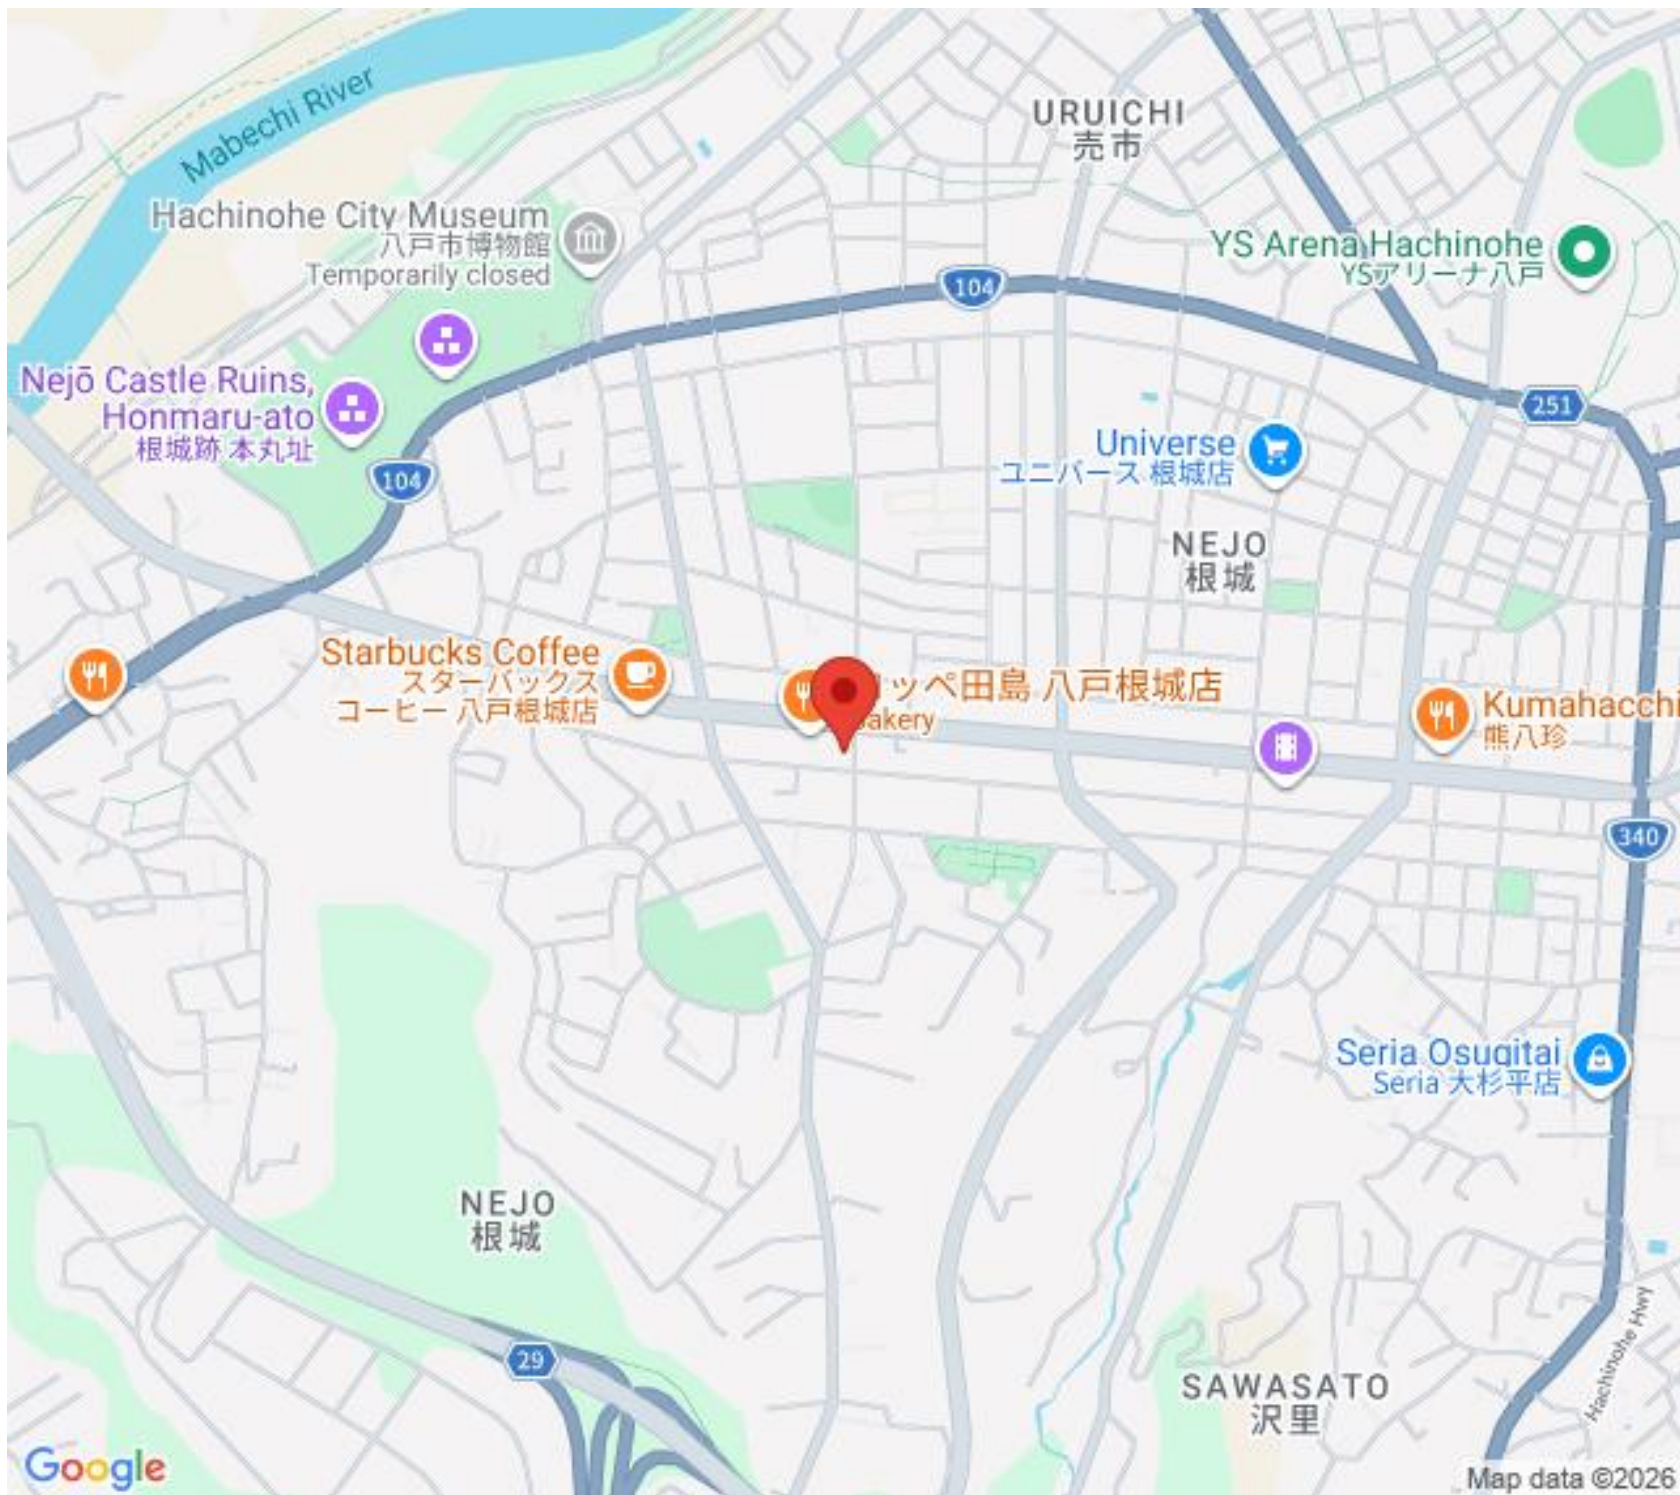 Mabechi River
URUICHI
売市
Hachinohe City Museum
八戸市博物館
Temporarily closed
YS Arena Hachinohe
YSアリーナ八戸
104
Nejō Castle Ruins,
Honmaru-ato
根城跡 本丸址
251
Universe
ユニバース 根城店
104
NEJO
根城
Starbucks Coffee
スターバックス
コーヒー 八戸根城店
ッペ田島 八戸根城店
akery
Kumahacchi
熊八珍
340
Seria Osugitai
Seria 大杉平店
NEJO
根城
29
SAWASATO
沢里
Hachinohe Hwy
Google
Map data ©2026